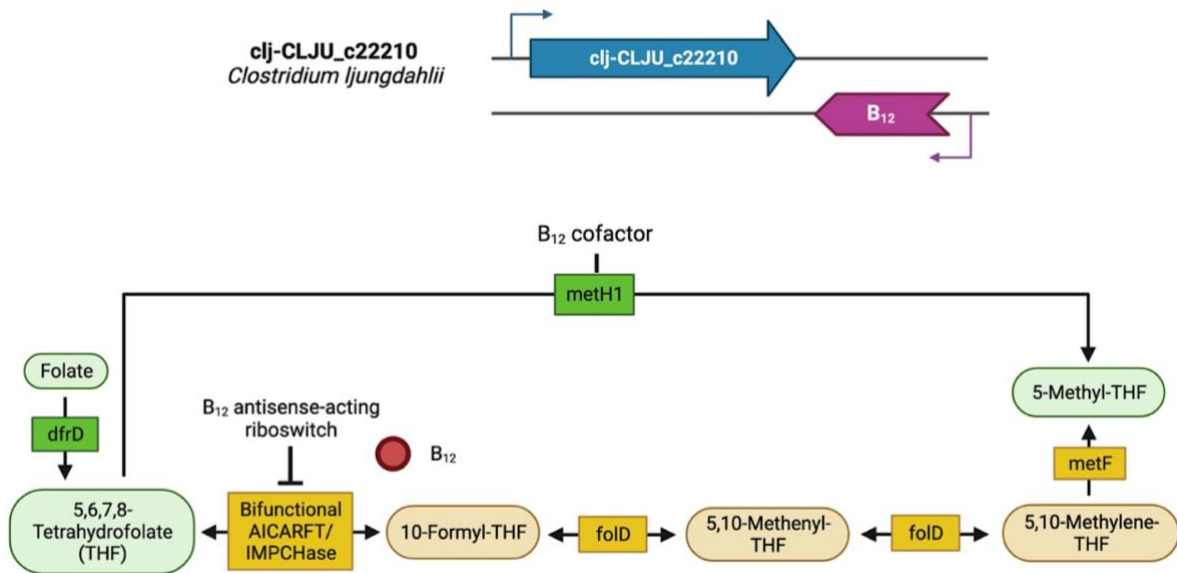 clj-CLJU_c22210
Clostridium ljungdahlii
clj-CLJU_c22210
B₁₂
B₁₂ cofactor
metH1
Folate
dfrD
B₁₂ antisense-acting
riboswitch
B₁₂
5-Methyl-THF
metF
5,6,7,8-
Tetrahydrofolate
(THF)
Bifunctional
AICARFT/
IMPCHase
10-Formyl-THF
folD
5,10-Methenyl-
THF
folD
5,10-Methylene-
THF